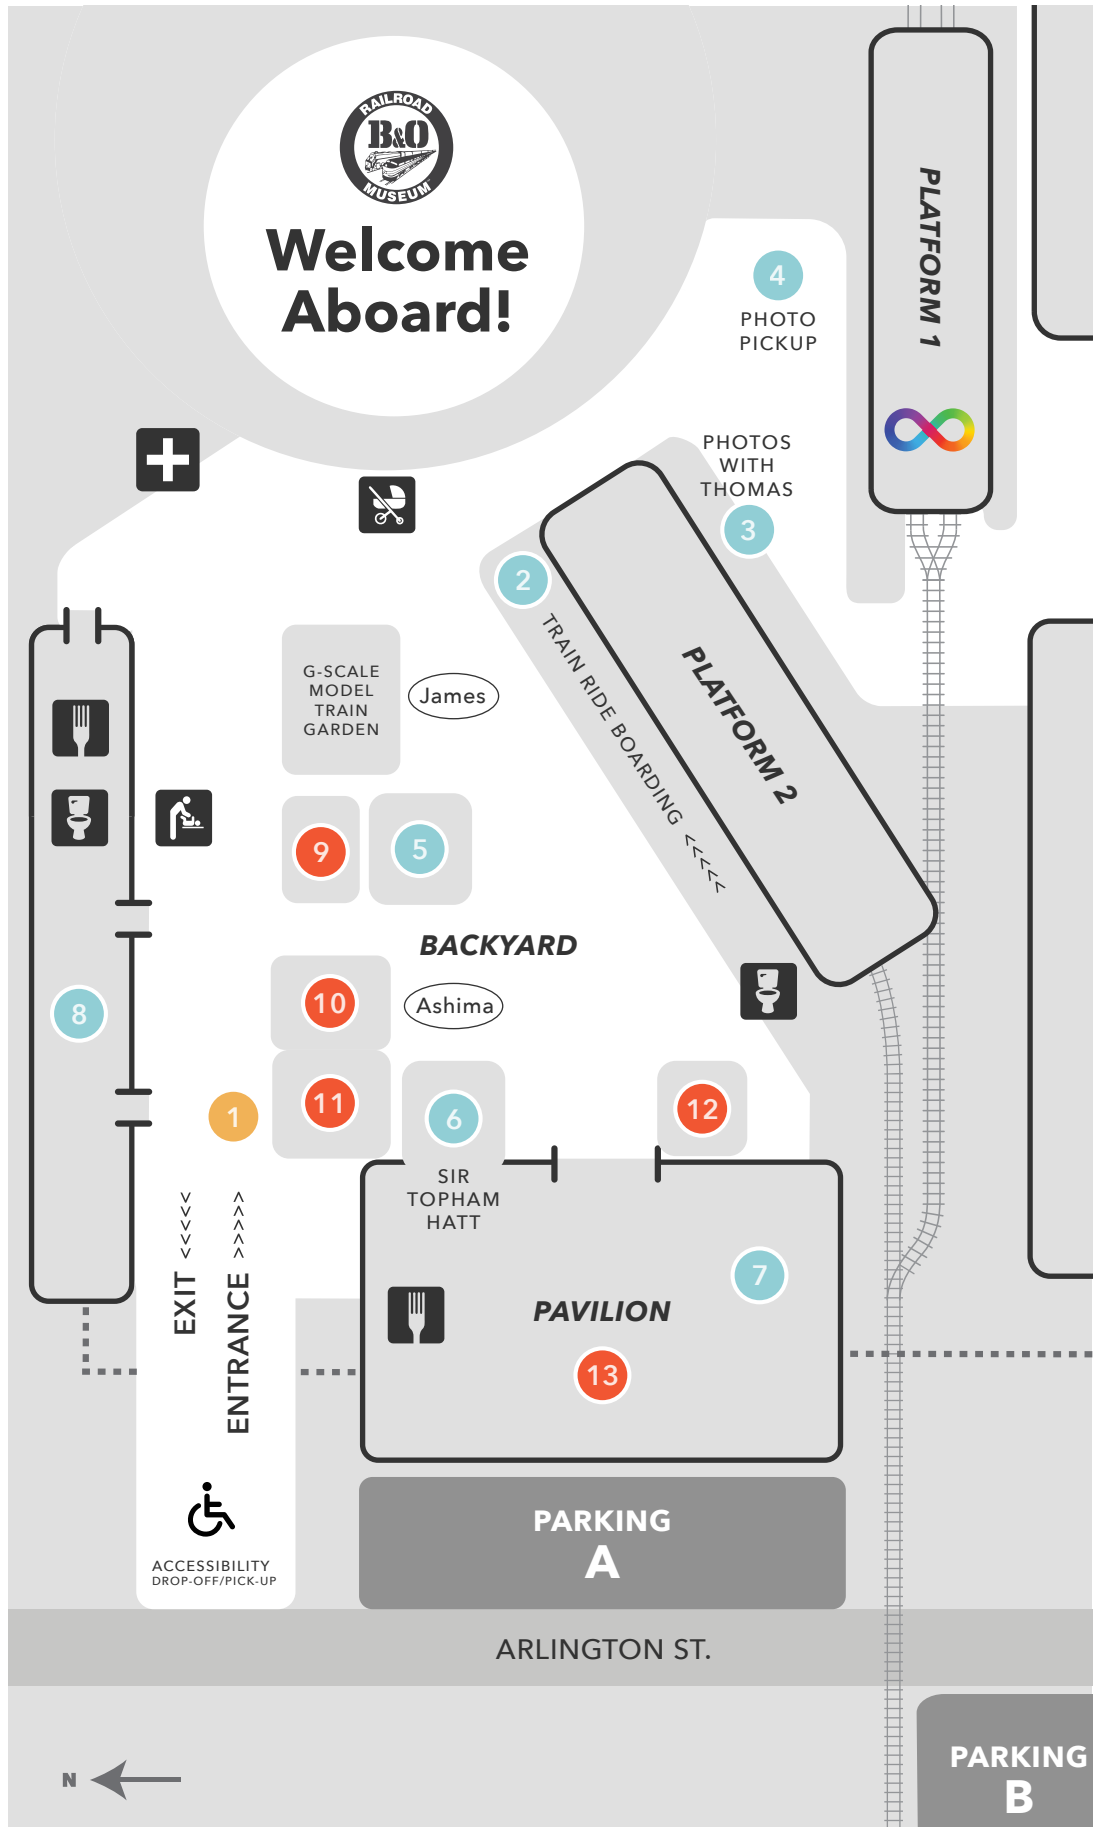 RAILROAD
B&O
MUSEUM
Welcome
Aboard!
PLATFORM 1
4
PHOTO
PICKUP
PHOTOS
WITH
THOMAS
3
2
TRAIN RIDE BOARDING <<<<<
PLATFORM 2
G-SCALE
MODEL
TRAIN
GARDEN
James
9
5
BACKYARD
10
Ashima
8
1
11
6
12
SIR
TOPHAM
HATT
EXIT <<<<<
ENTRANCE >>>>>
7
PAVILION
13
ACCESSIBILITY
DROP-OFF/PICK-UP
PARKING
A
ARLINGTON ST.
N
PARKING
B